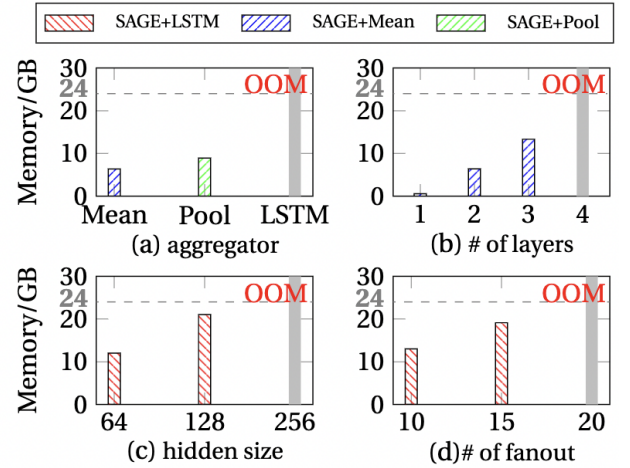 SAGE+LSTM SAGE+Mean SAGE+Pool
Memory/GB
30
24
20
10
0
OOM
Mean Pool LSTM
(a) aggregator
30
24
20
10
0
OOM
1 2 3 4
(b) # of layers
Memory/GB
30
24
20
10
0
OOM
64 128 256
(c) hidden size
30
24
20
10
0
OOM
10 15 20
(d)# of fanout